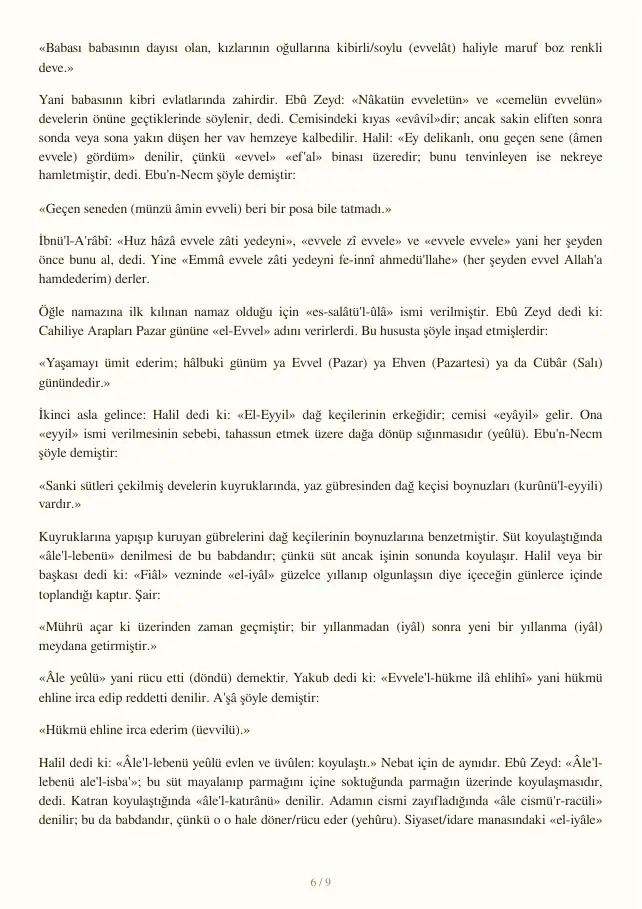 «Babası babasının dayısı olan, kızlarının oğullarına kibirli/soylu (evvelât) haliyle maruf boz renkli
deve.»
Yani babasının kibri evlatlarında zahirdir. Ebû Zeyd: «Nâkatün evveletün» ve «cemelün evvelün»
develerin önüne geçtiklerinde söylenir, dedi. Cemisindeki kıyas «evâvil»dir; ancak sakin eliften sonra
sonda veya sona yakın düşen her vav hemzeye kalbedilir. Halil: «Ey delikanlı, onu geçen sene (âmen
evvele) gördüm» denilir, çünkü «evvel» «ef'al» binası üzeredir; bunu tenvinleyen ise nekreye
hamletmiştir, dedi. Ebu'n-Necm şöyle demiştir:
«Geçen seneden (münzü âmin evveli) beri bir posa bile tatmadı.»
İbnü'l-A'râbî: «Huz hâzâ evvele zâti yedeyni», «evvele zî evvele» ve «evvele evvele» yani her şeyden
önce bunu al, dedi. Yine «Emmâ evvele zâti yedeyni fe-innî ahmedü'llahe» (her şeyden evvel Allah'a
hamdederim) derler.
Öğle namazına ilk kılınan namaz olduğu için «es-salâtü'l-ûlâ» ismi verilmiştir. Ebû Zeyd dedi ki:
Cahiliye Arapları Pazar gününe «el-Evvel» adını verirlerdi. Bu hususta şöyle inşad etmişlerdir:
«Yaşamayı ümit ederim; hâlbuki günüm ya Evvel (Pazar) ya Ehven (Pazartesi) ya da Cübâr (Salı)
günündedir.»
İkinci asla gelince: Halil dedi ki: «El-Eyyil» dağ keçilerinin erkeğidir; cemisi «eyâyil» gelir. Ona
«eyyil» ismi verilmesinin sebebi, tahassun etmek üzere dağa dönüp sığınmasıdır (yeûlü). Ebu'n-Necm
şöyle demiştir:
«Sanki sütleri çekilmiş develerin kuyruklarında, yaz gübresinden dağ keçisi boynuzları (kurûnü'l-eyyili)
vardır.»
Kuyruklarına yapışıp kuruyan gübrelerini dağ keçilerinin boynuzlarına benzetmiştir. Süt koyulaştığında
«âle'l-lebenü» denilmesi de bu babdandır; çünkü süt ancak işinin sonunda koyulaşır. Halil veya bir
başkası dedi ki: «Fiâl» vezninde «el-iyâl» güzelce yıllanıp olgunlaşsın diye içeceğin günlerce içinde
toplandığı kaptır. Şair:
«Mührü açar ki üzerinden zaman geçmiştir; bir yıllanmadan (iyâl) sonra yeni bir yıllanma (iyâl)
meydana getirmiştir.»
«Âle yeûlü» yani rücu etti (döndü) demektir. Yakub dedi ki: «Evvele'l-hükme ilâ ehlihî» yani hükmü
ehline irca edip reddetti denilir. A'şâ şöyle demiştir:
«Hükmü ehline irca ederim (üevvilü).»
Halil dedi ki: «Âle'l-lebenü yeûlü evlen ve üvûlen: koyulaştı.» Nebat için de aynıdır. Ebû Zeyd: «Âle'l-
lebenü ale'l-isba'»; bu süt mayalanıp parmağını içine soktuğunda parmağın üzerinde koyulaşmasıdır,
dedi. Katran koyulaştığında «âle'l-katırânü» denilir. Adamın cismi zayıfladığında «âle cismü'r-racüli»
denilir; bu da babdandır, çünkü o o hale döner/rücu eder (yehûru). Siyaset/idare manasındaki «el-iyâle»
6 / 9